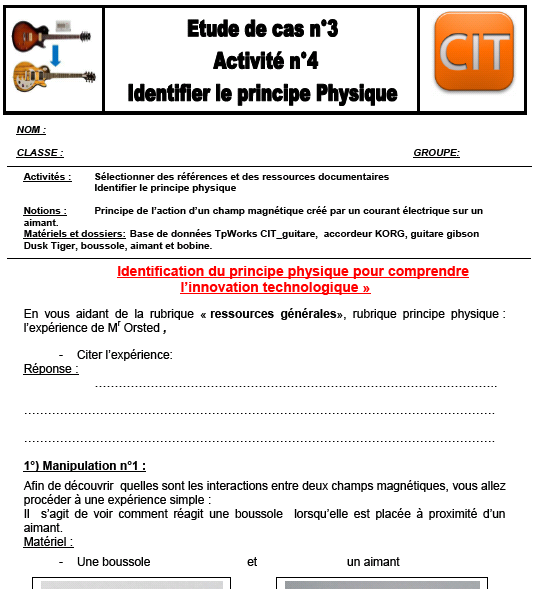 Etude de cas n°3
Activité n°4
Identifier le principe Physique
CIT
NOM :
CLASSE : GROUPE:
Activités : Sélectionner des références et des ressources documentaires
Identifier le principe physique
Notions : Principe de l'action d'un champ magnétique créé par un courant électrique sur un
aimant.
Matériels et dossiers: Base de données TpWorks CIT_guitare, accordeur KORG, guitare gibson
Dusk Tiger, boussole, aimant et bobine.
Identification du principe physique pour comprendre
l'innovation technologique »
En vous aidant de la rubrique « ressources générales», rubrique principe physique :
l'expérience de Mr Orsted ,
- Citer l'expérience:
Réponse :
……………………………………………………………………………………………
……………………………………………………………………………………………………………
……………………………………………………………………………………………………………
1°) Manipulation n°1 :
Afin de découvrir quelles sont les interactions entre deux champs magnétiques, vous allez
procéder à une expérience simple :
Il s'agit de voir comment réagit une boussole lorsqu'elle est placée à proximité d'un
aimant.
Matériel :
- Une boussole et un aimant